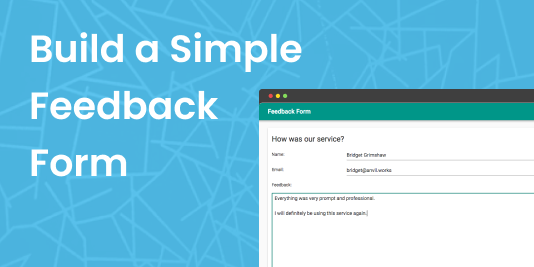 Build a Simple
Feedback
Form
Feedback Form
How was our service?
Name: Bridget Grimshaw
Email: bridget@anvil.works
Feedback:
Everything was very prompt and professional.
I will definitely be using this service again.